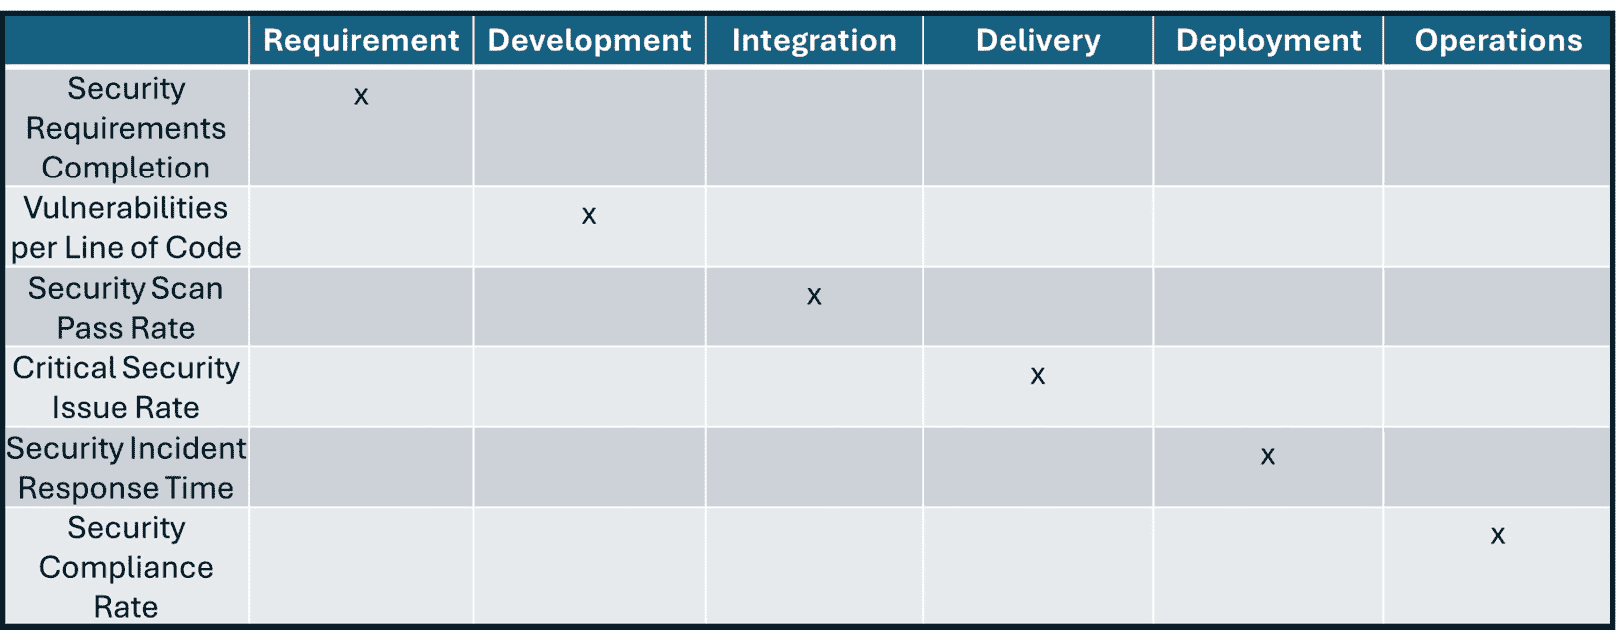 Requirement Development Integration Delivery Deployment Operations
Security
Requirements
Completion
x
Vulnerabilities
per Line of Code
x
Security Scan
Pass Rate
x
Critical Security
Issue Rate
x
Security Incident
Response Time
x
Security
Compliance
Rate
x